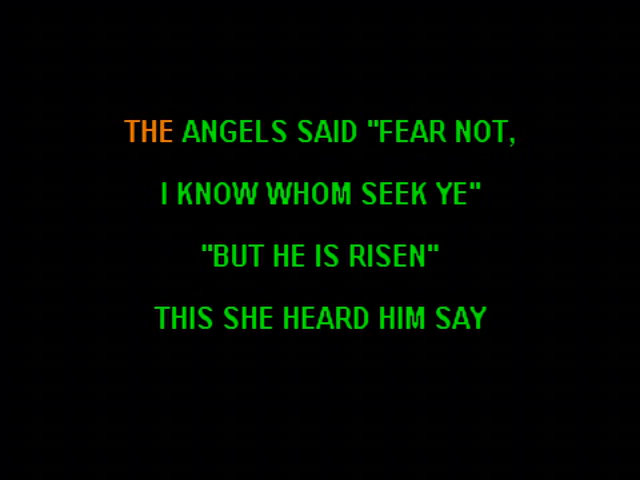 THE ANGELS SAID "FEAR NOT,
I KNOW WHOM SEEK YE"
"BUT HE IS RISEN"
THIS SHE HEARD HIM SAY